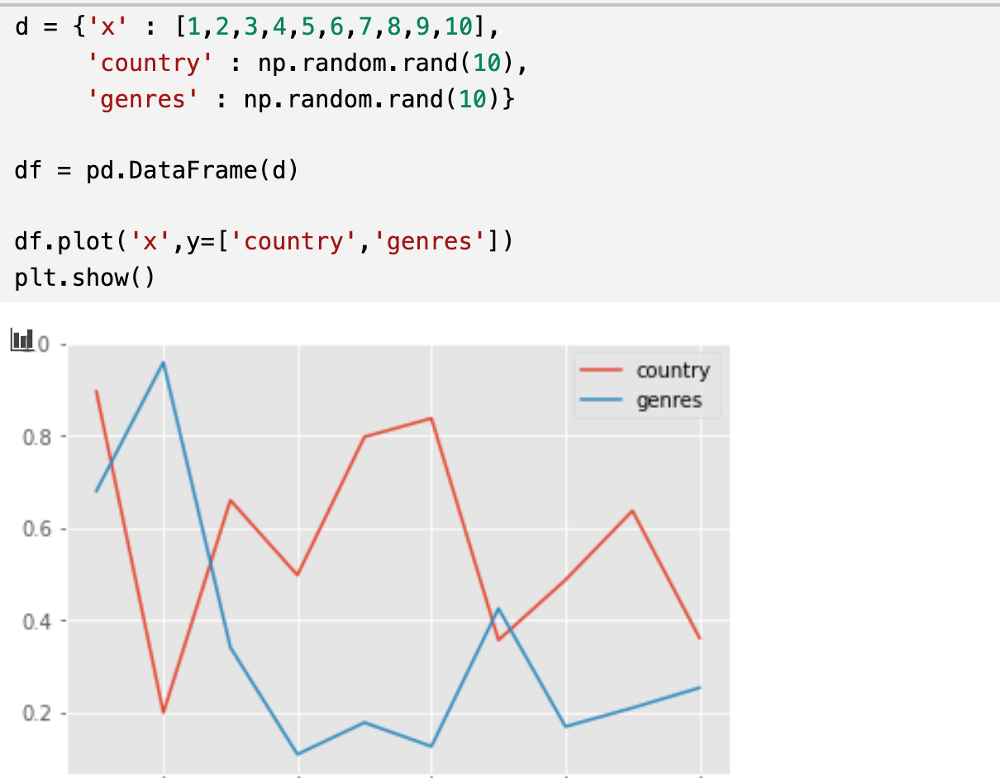 d = {'x' : [1,2,3,4,5,6,7,8,9,10],
'country' : np.random.rand(10),
'genres' : np.random.rand(10)}
df = pd.DataFrame(d)
df.plot('x',y=['country','genres'])
plt.show()
.0
country
genres
0.8
0.6
0.4
0.2